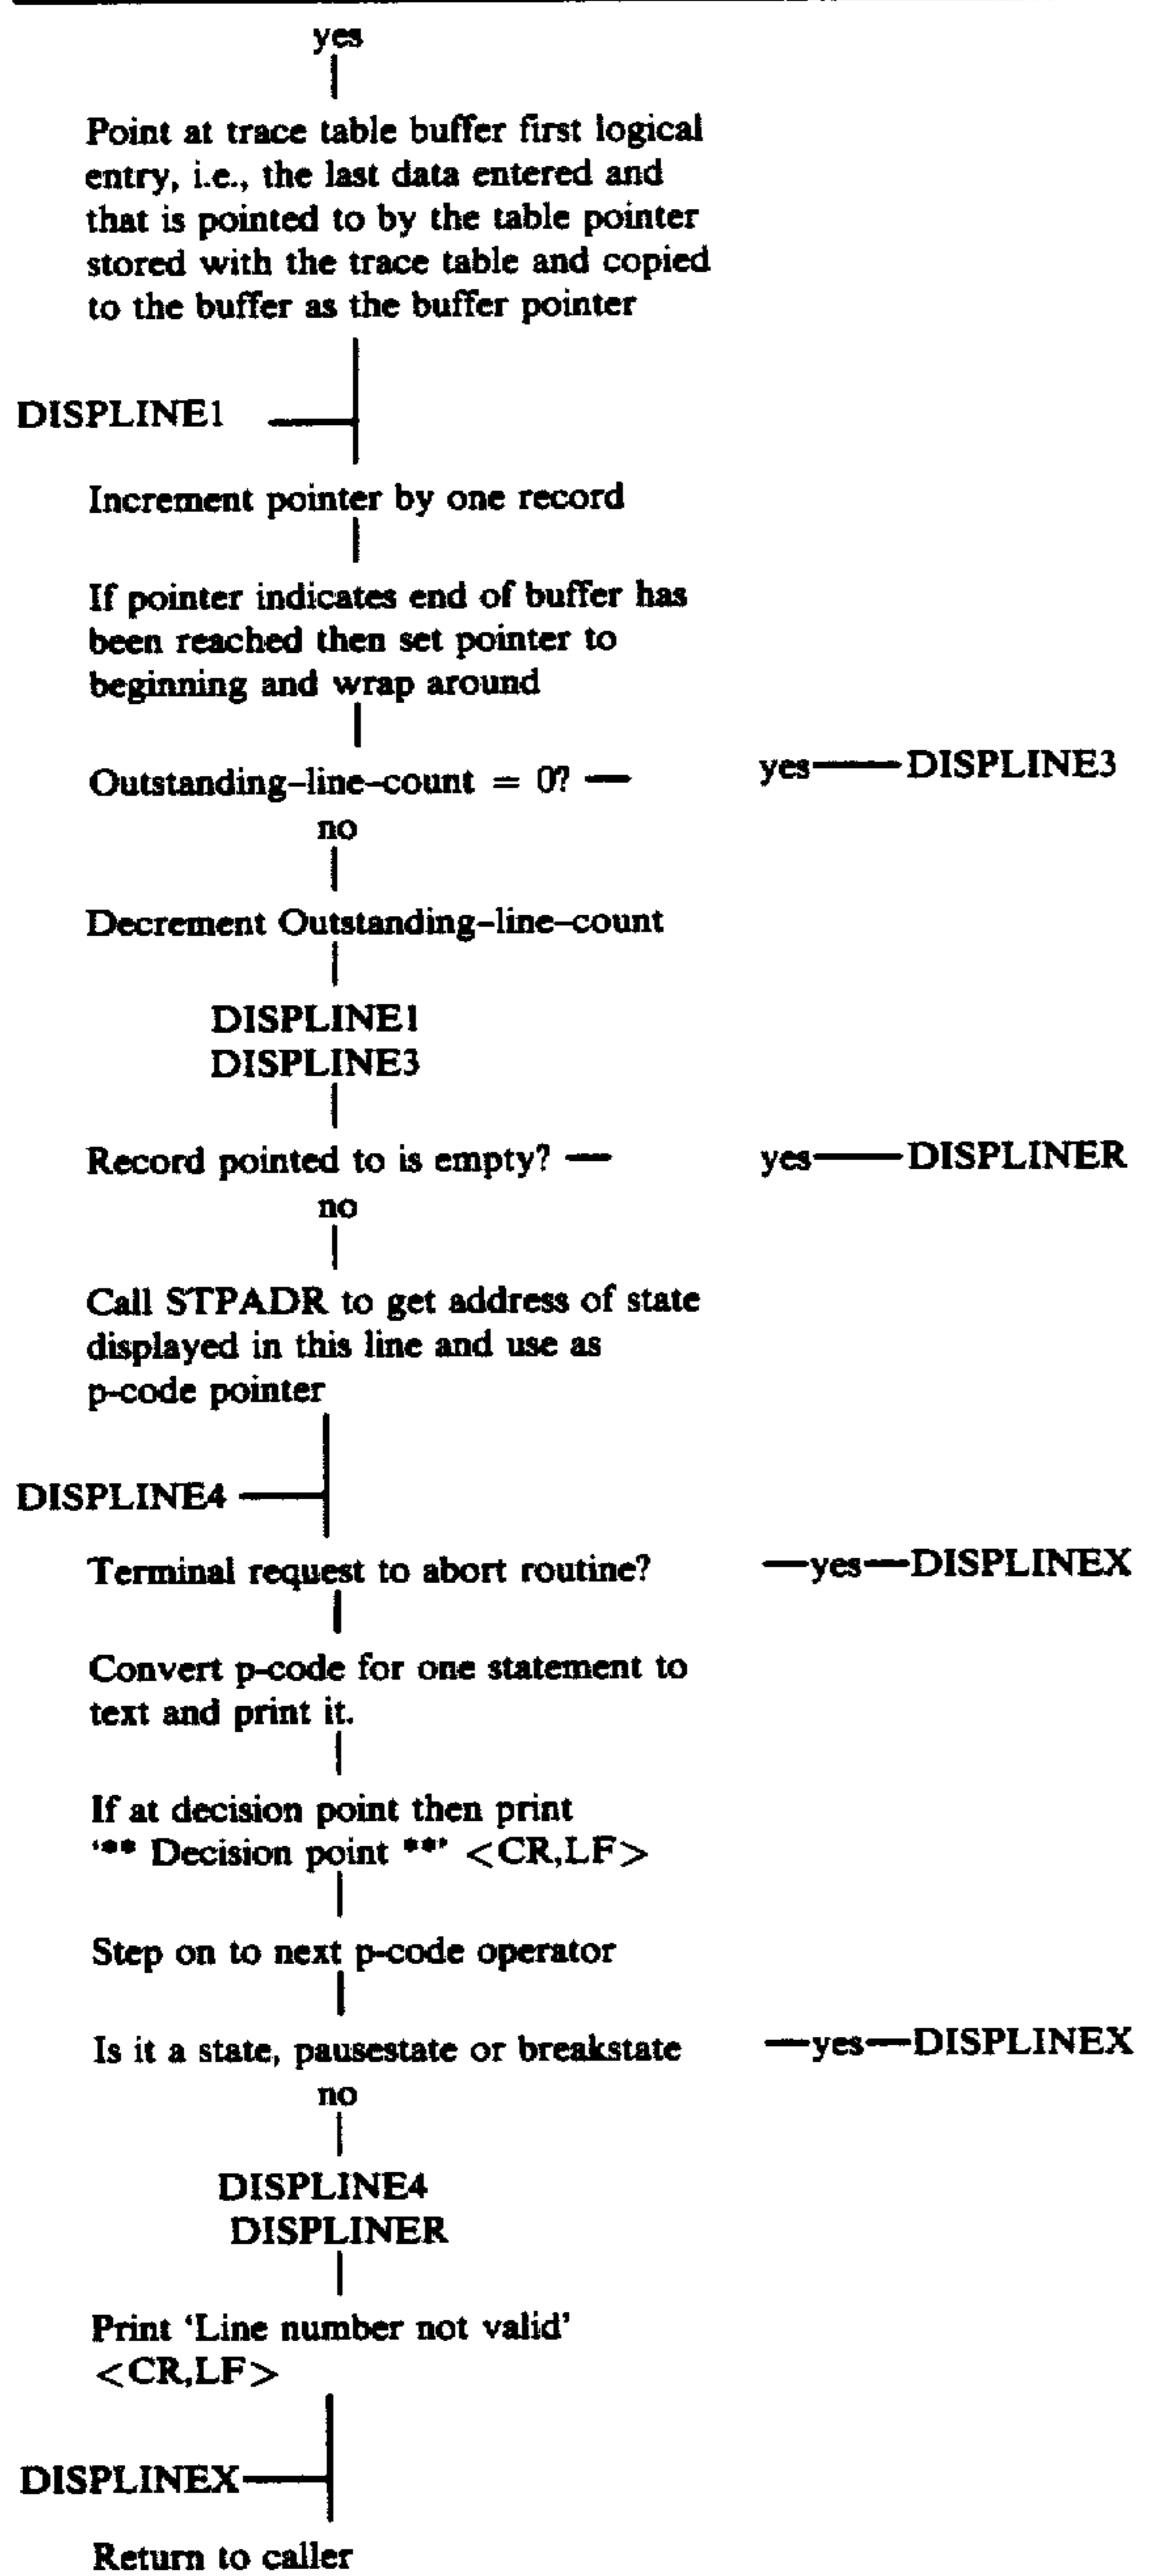 yes
Point at trace table buffer first logical
entry, i.e., the last data entered and
that is pointed to by the table pointer
stored with the trace table and copied
to the buffer as the buffer pointer
DISPLINE1
Increment pointer by one record
If pointer indicates end of buffer has
been reached then set pointer to
beginning and wrap around
Outstanding–line–count = 0? — yes——DISPLINE3
no
Decrement Outstanding–line–count
DISPLINE1
DISPLINE3
Record pointed to is empty? — yes——DISPLINER
no
Call STPADR to get address of state
displayed in this line and use as
p-code pointer
DISPLINE4
Terminal request to abort routine? —yes—DISPLINEX
Convert p-code for one statement to
text and print it.
If at decision point then print
‘** Decision point **’ <CR,LF>
Step on to next p-code operator
Is it a state, pausestate or breakstate —yes—DISPLINEX
no
DISPLINE4
DISPLINER
Print ‘Line number not valid’
<CR,LF>
DISPLINEX
Return to caller